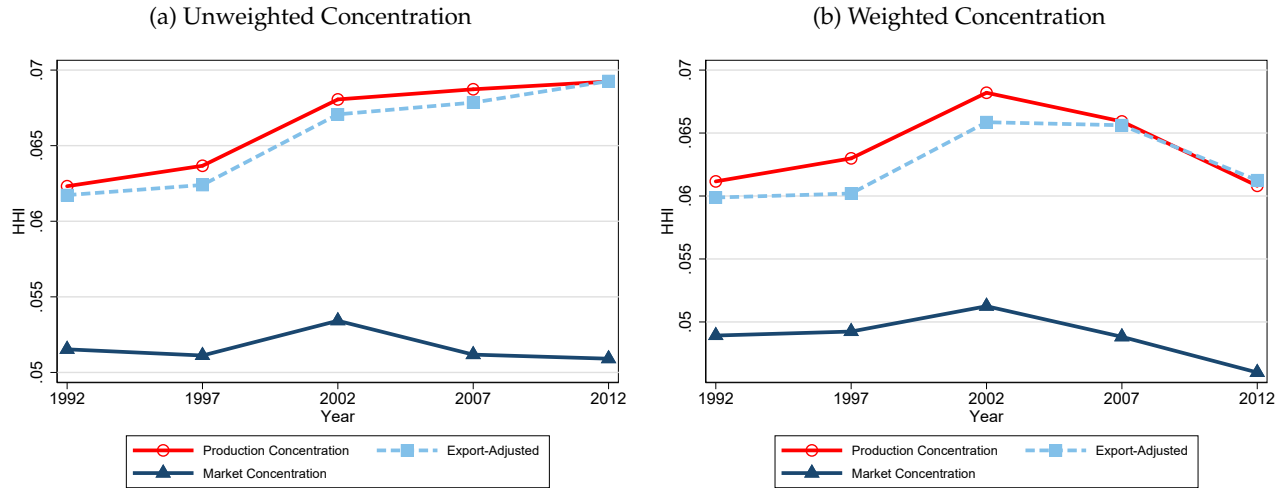 (a) Unweighted Concentration
HHI
.07
.065
.06
.055
.05
1992 1997 2002 2007 2012
Year
Production Concentration Export-Adjusted
Market Concentration
(b) Weighted Concentration
HHI
.07
.065
.06
.055
.05
1992 1997 2002 2007 2012
Year
Production Concentration Export-Adjusted
Market Concentration